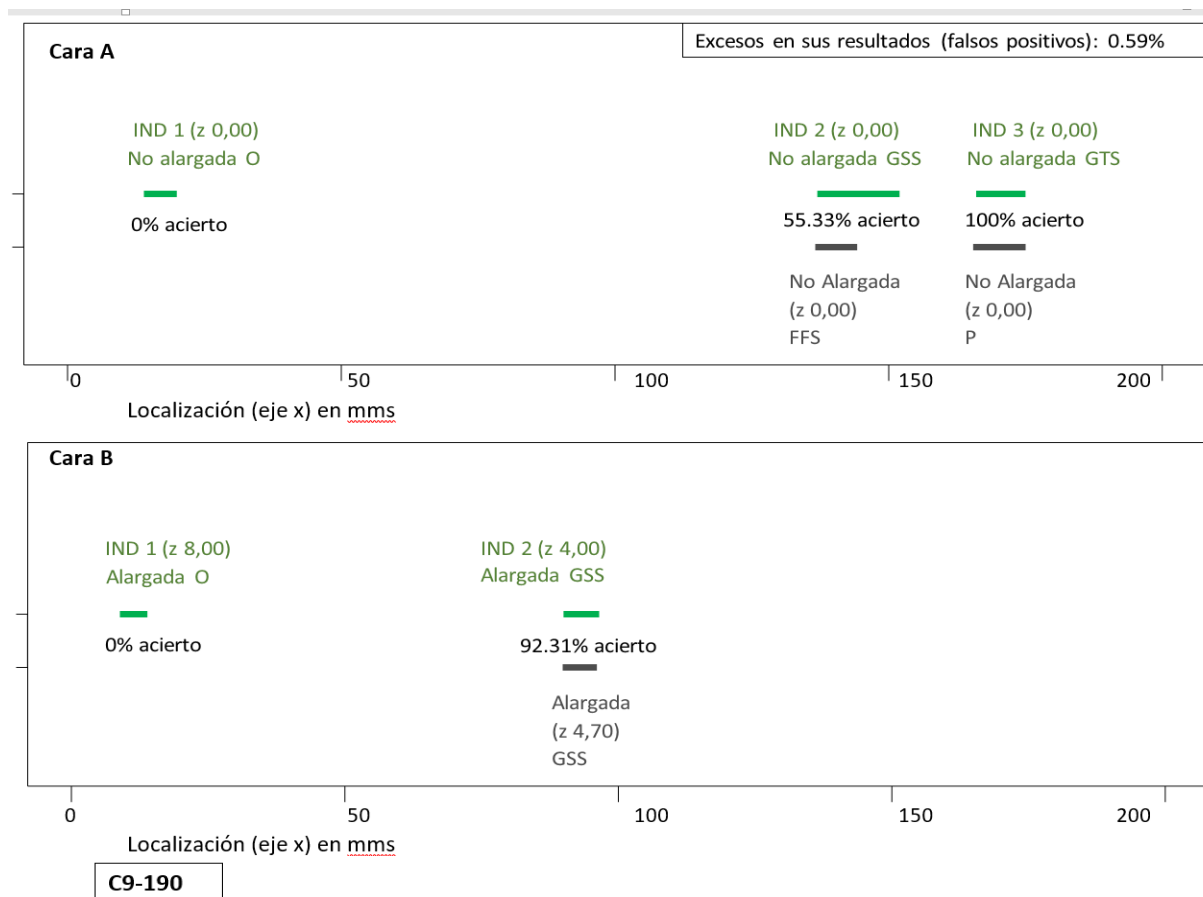 Cara A
Excesos en sus resultados (falsos positivos): 0.59%
IND 1 (z 0,00)
No alargada O
0% acierto
IND 2 (z 0,00)
No alargada GSS
55.33% acierto
No Alargada
(z 0,00)
FFS
IND 3 (z 0,00)
No alargada GTS
100% acierto
No Alargada
(z 0,00)
P
0 50 100 150 200
Localización (eje x) en mms
Cara B
IND 1 (z 8,00)
Alargada O
0% acierto
IND 2 (z 4,00)
Alargada GSS
92.31% acierto
Alargada
(z 4,70)
GSS
0 50 100 150 200
Localización (eje x) en mms
C9-190